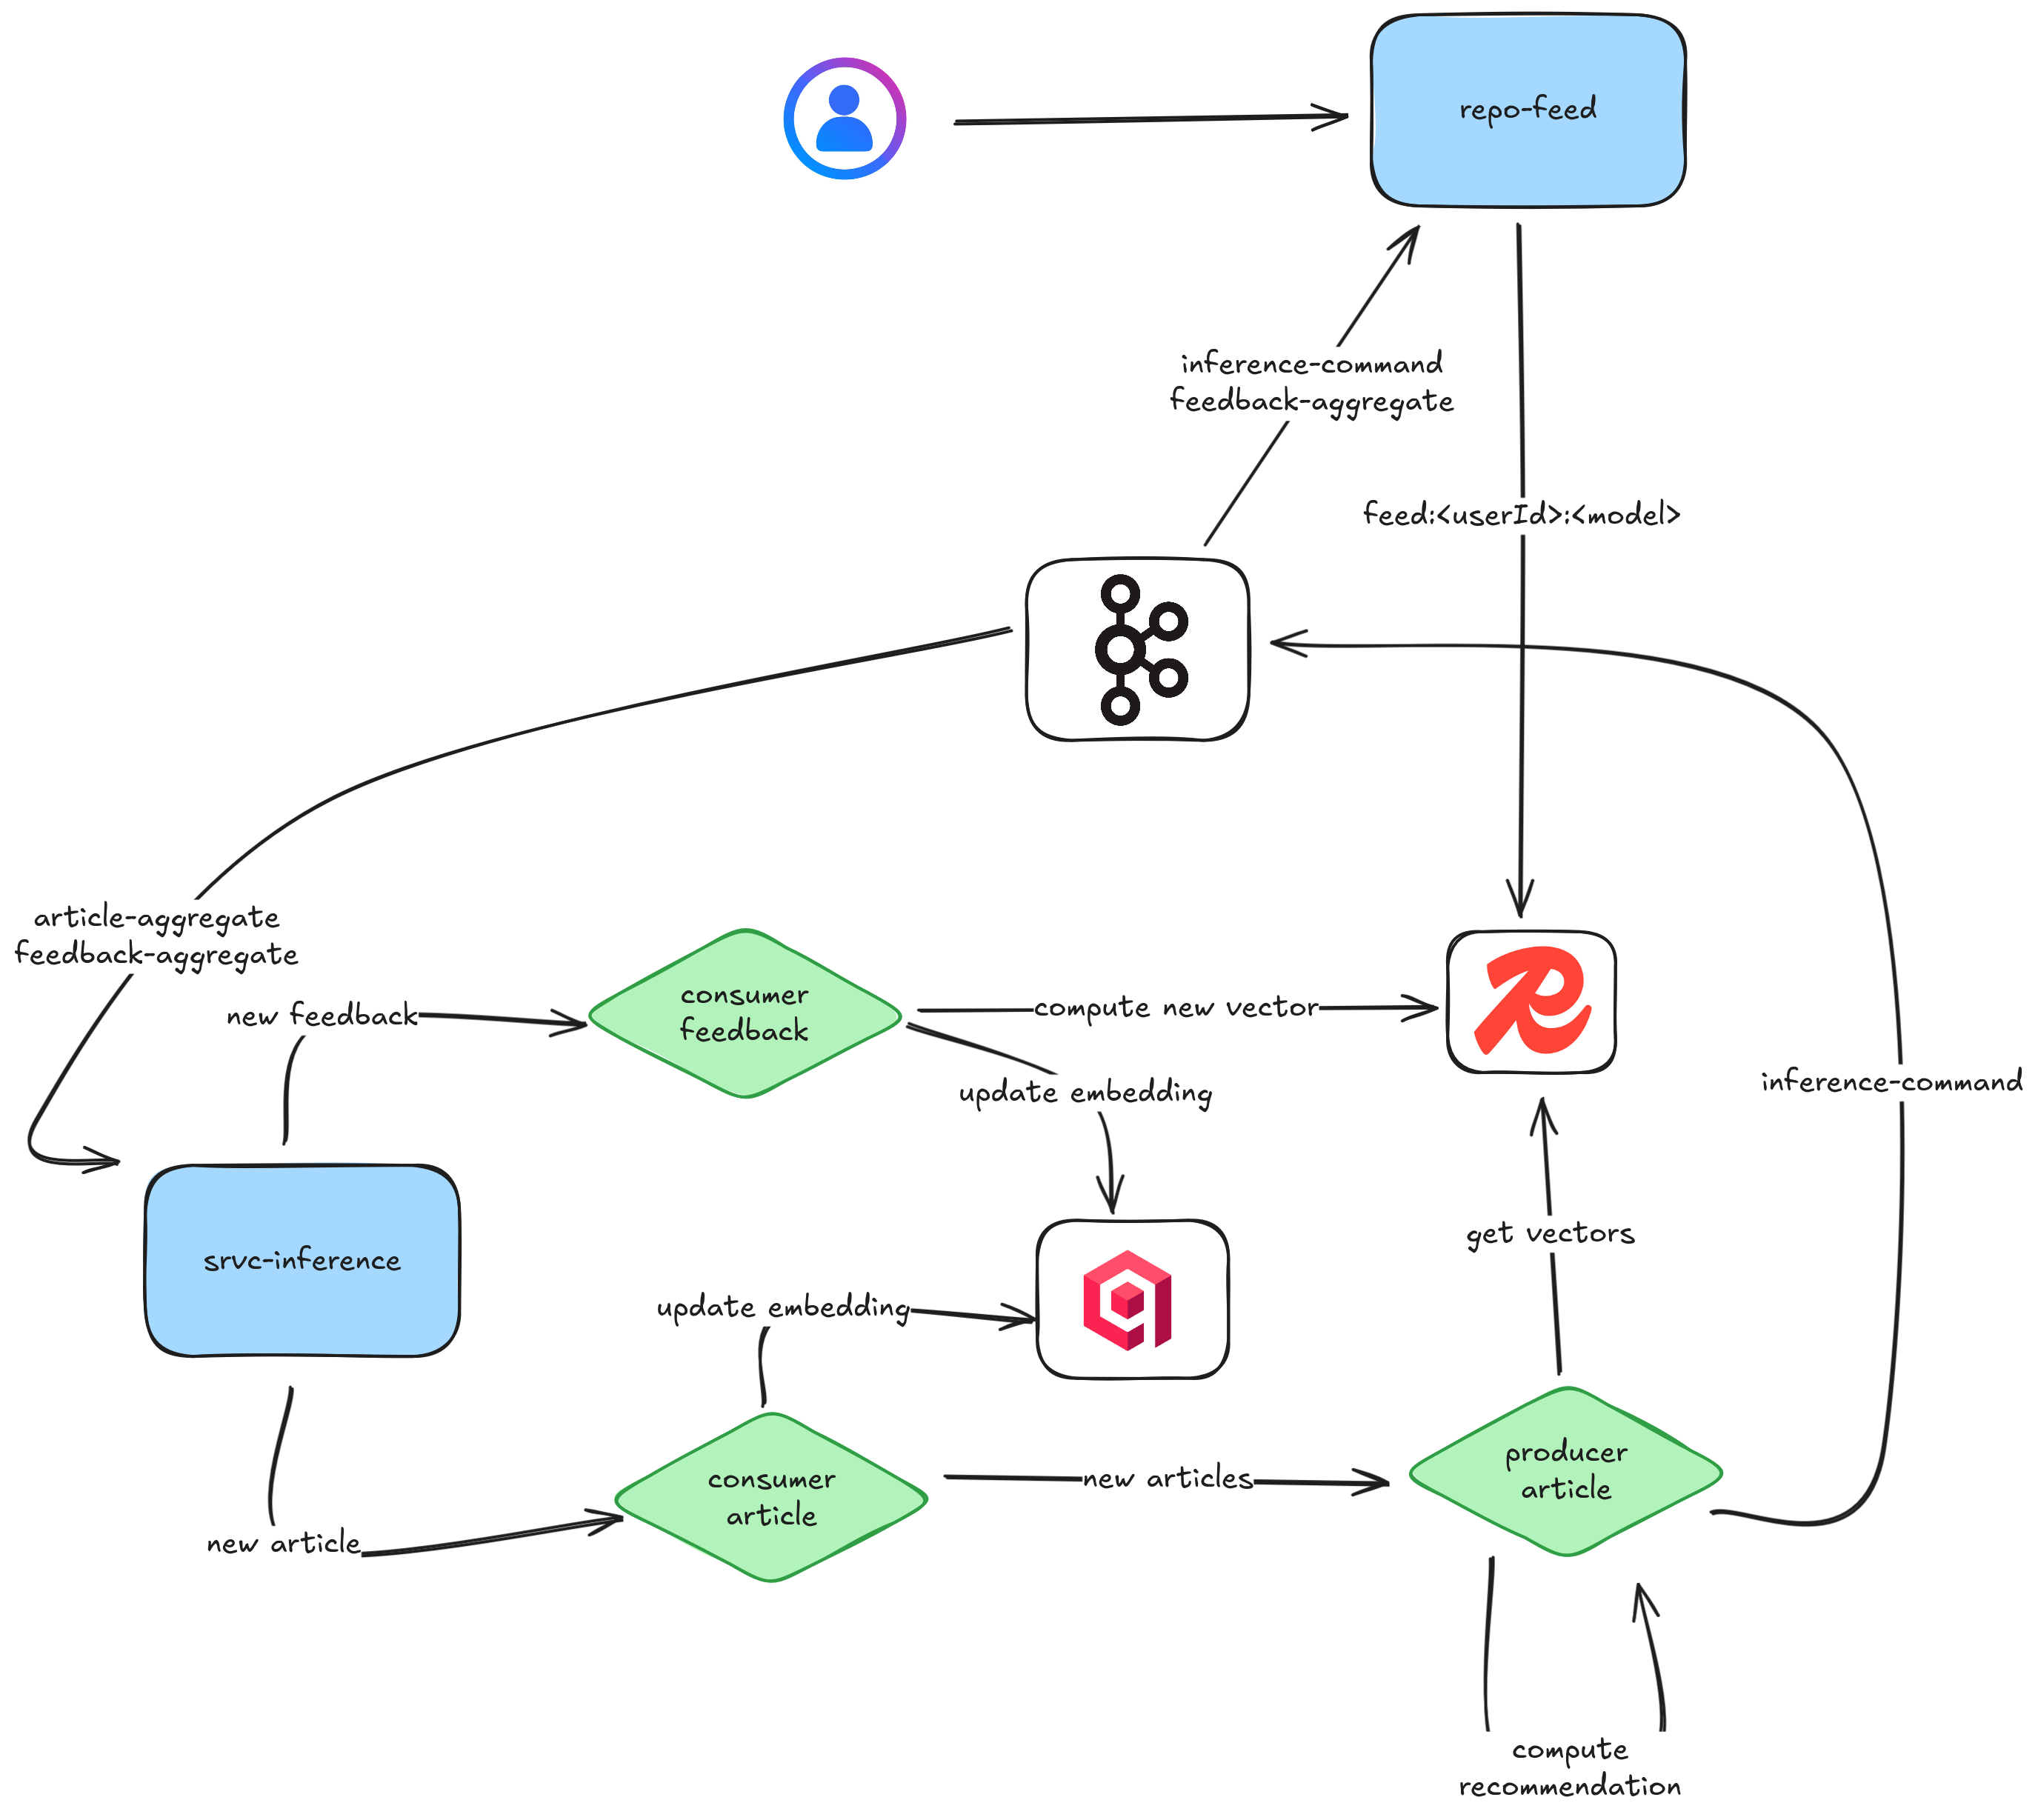 repo-feed
inference-command
feedback-aggregate
feed:<userId>:<model>
article-aggregate
feedback-aggregate
new feedback
consumer
feedback
compute new vector
update embedding
inference-command
srvc-inference
get vectors
update embedding
consumer
article
new articles
producer
article
new article
compute
recommendation